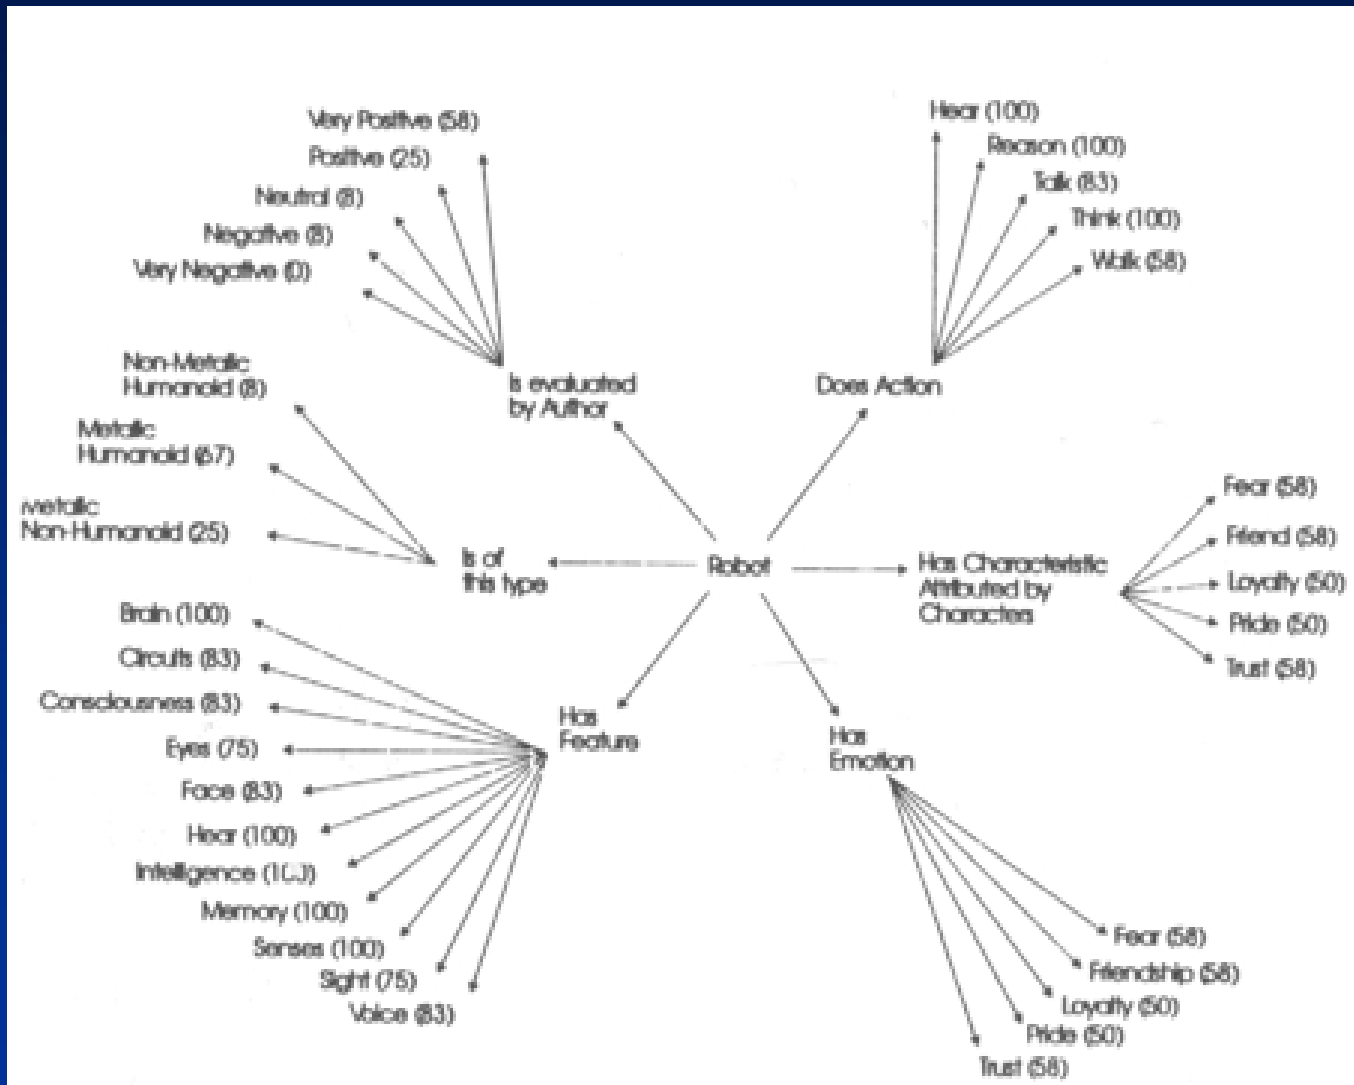 Very Positive (58)
Positive (25)
Neutral (8)
Negative (8)
Very Negative (0)
Is evaluated
by Author
Hear (100)
Reason (100)
Talk (83)
Think (100)
Walk (58)
Does Action
Non-Metallic
Humanoid (8)
Metallic
Humanoid (67)
Metallic
Non-Humanoid (25)
Is of
this type
Robot
Has Characteristic
Attributed by
Characters
Fear (58)
Friend (58)
Loyalty (50)
Pride (50)
Trust (58)
Brain (100)
Circuits (83)
Consciousness (83)
Eyes (75)
Face (83)
Hear (100)
Intelligence (100)
Memory (100)
Senses (100)
Sight (75)
Voice (83)
Has
Feature
Has
Emotion
Fear (58)
Friendship (58)
Loyalty (50)
Pride (50)
Trust (58)